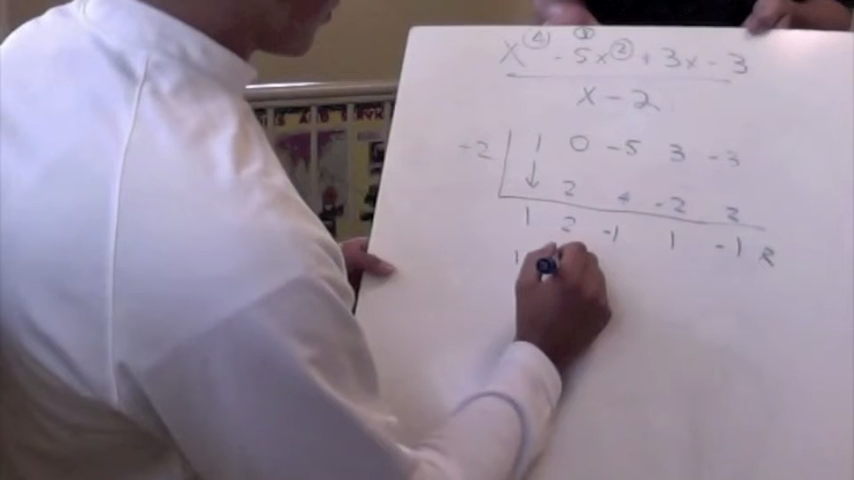 x④ - 5x② + 3x - 3
x - 2
-2 | 1 0 -5 3 -3
↓ 2 4 -2 2
1 2 -1 1 -1 R
1